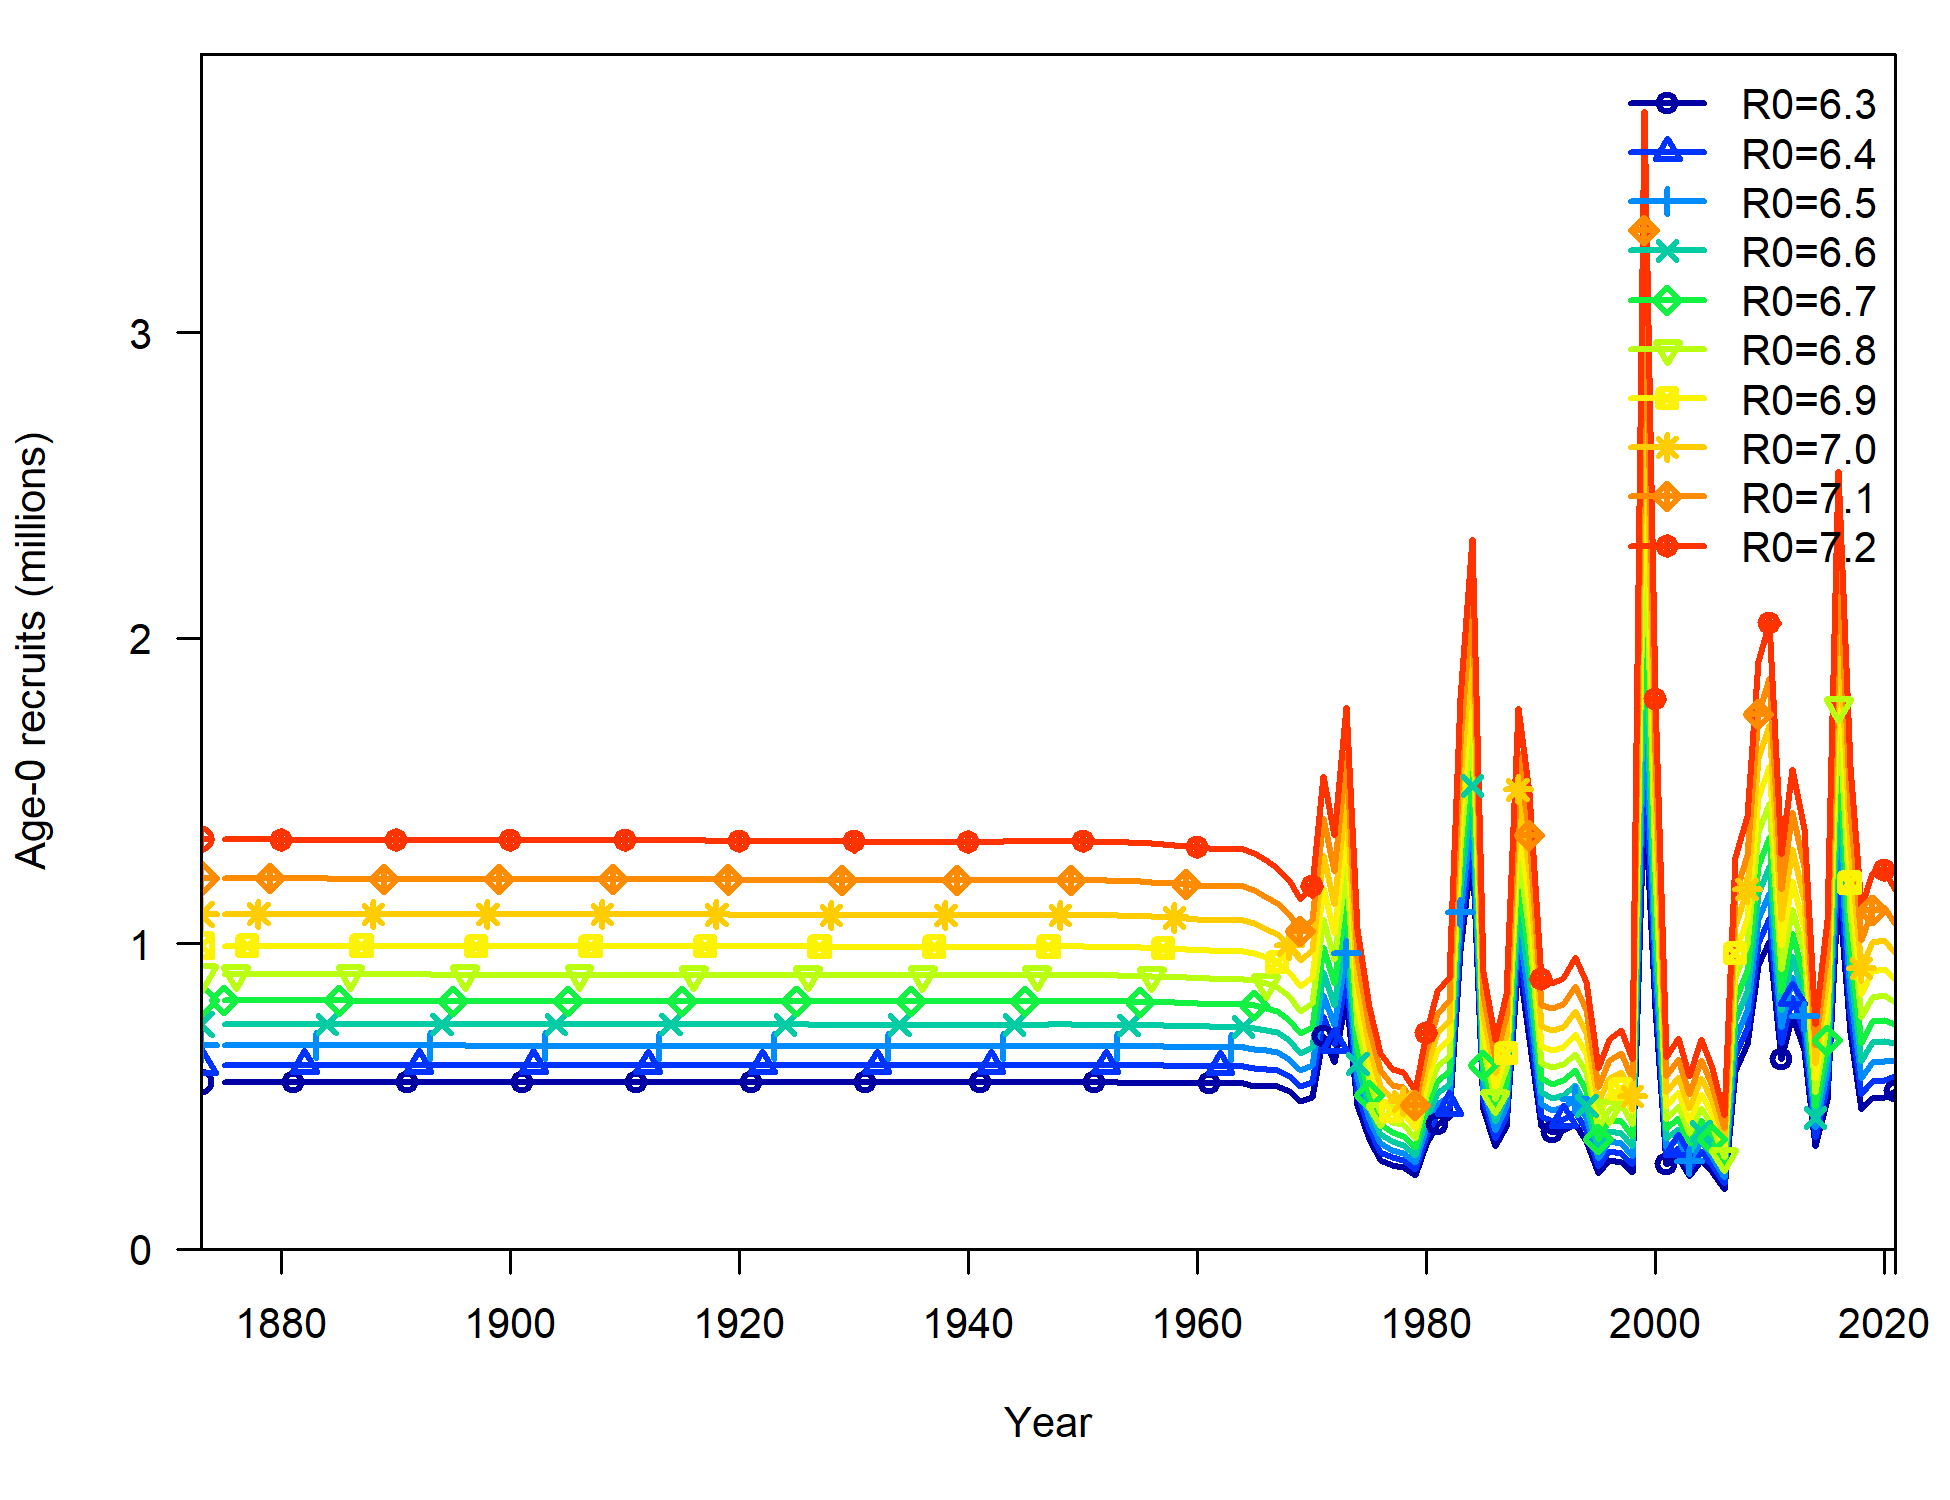 R0=6.3
R0=6.4
R0=6.5
R0=6.6
R0=6.7
R0=6.8
R0=6.9
R0=7.0
R0=7.1
R0=7.2
Age-0 recruits (millions)
3
2
1
0
1880 1900 1920 1940 1960 1980 2000 2020
Year